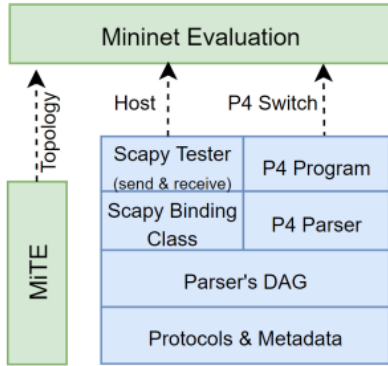 Mininet Evaluation
Topology
Host
P4 Switch
MiTE
Scapy Tester
(send & receive)
P4 Program
Scapy Binding
Class
P4 Parser
Parser's DAG
Protocols & Metadata